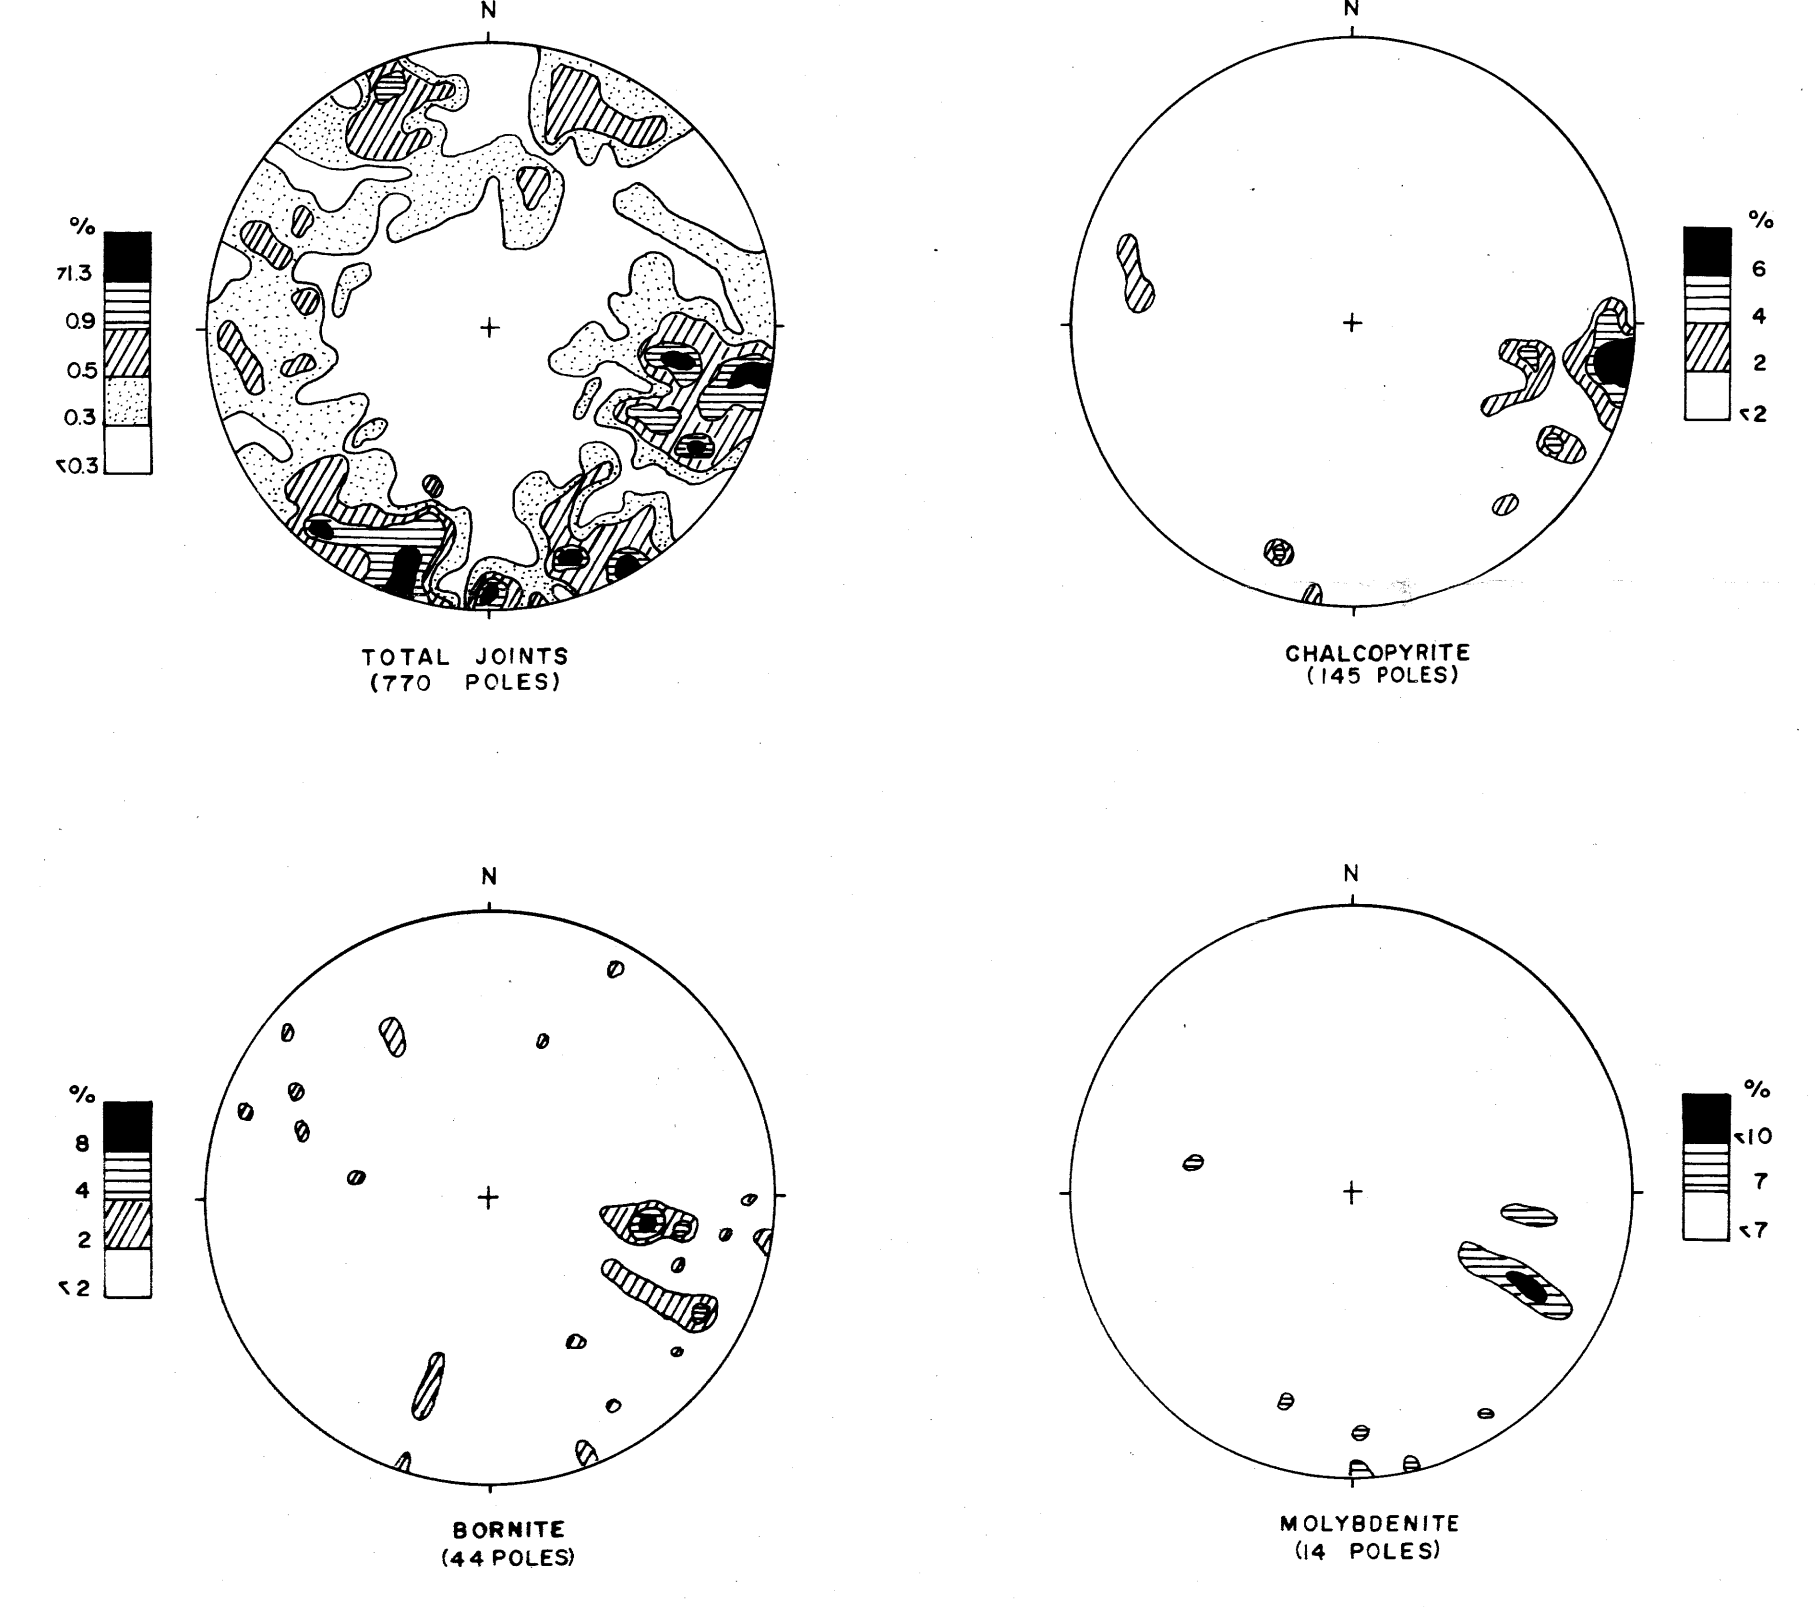 N
%
>1.3
0.9
0.5
0.3
<0.3
TOTAL JOINTS
(770 POLES)
N
%
6
4
2
<2
CHALCOPYRITE
(145 POLES)
N
%
8
4
2
<2
BORNITE
(44 POLES)
N
%
<10
7
<7
MOLYBDENITE
(14 POLES)